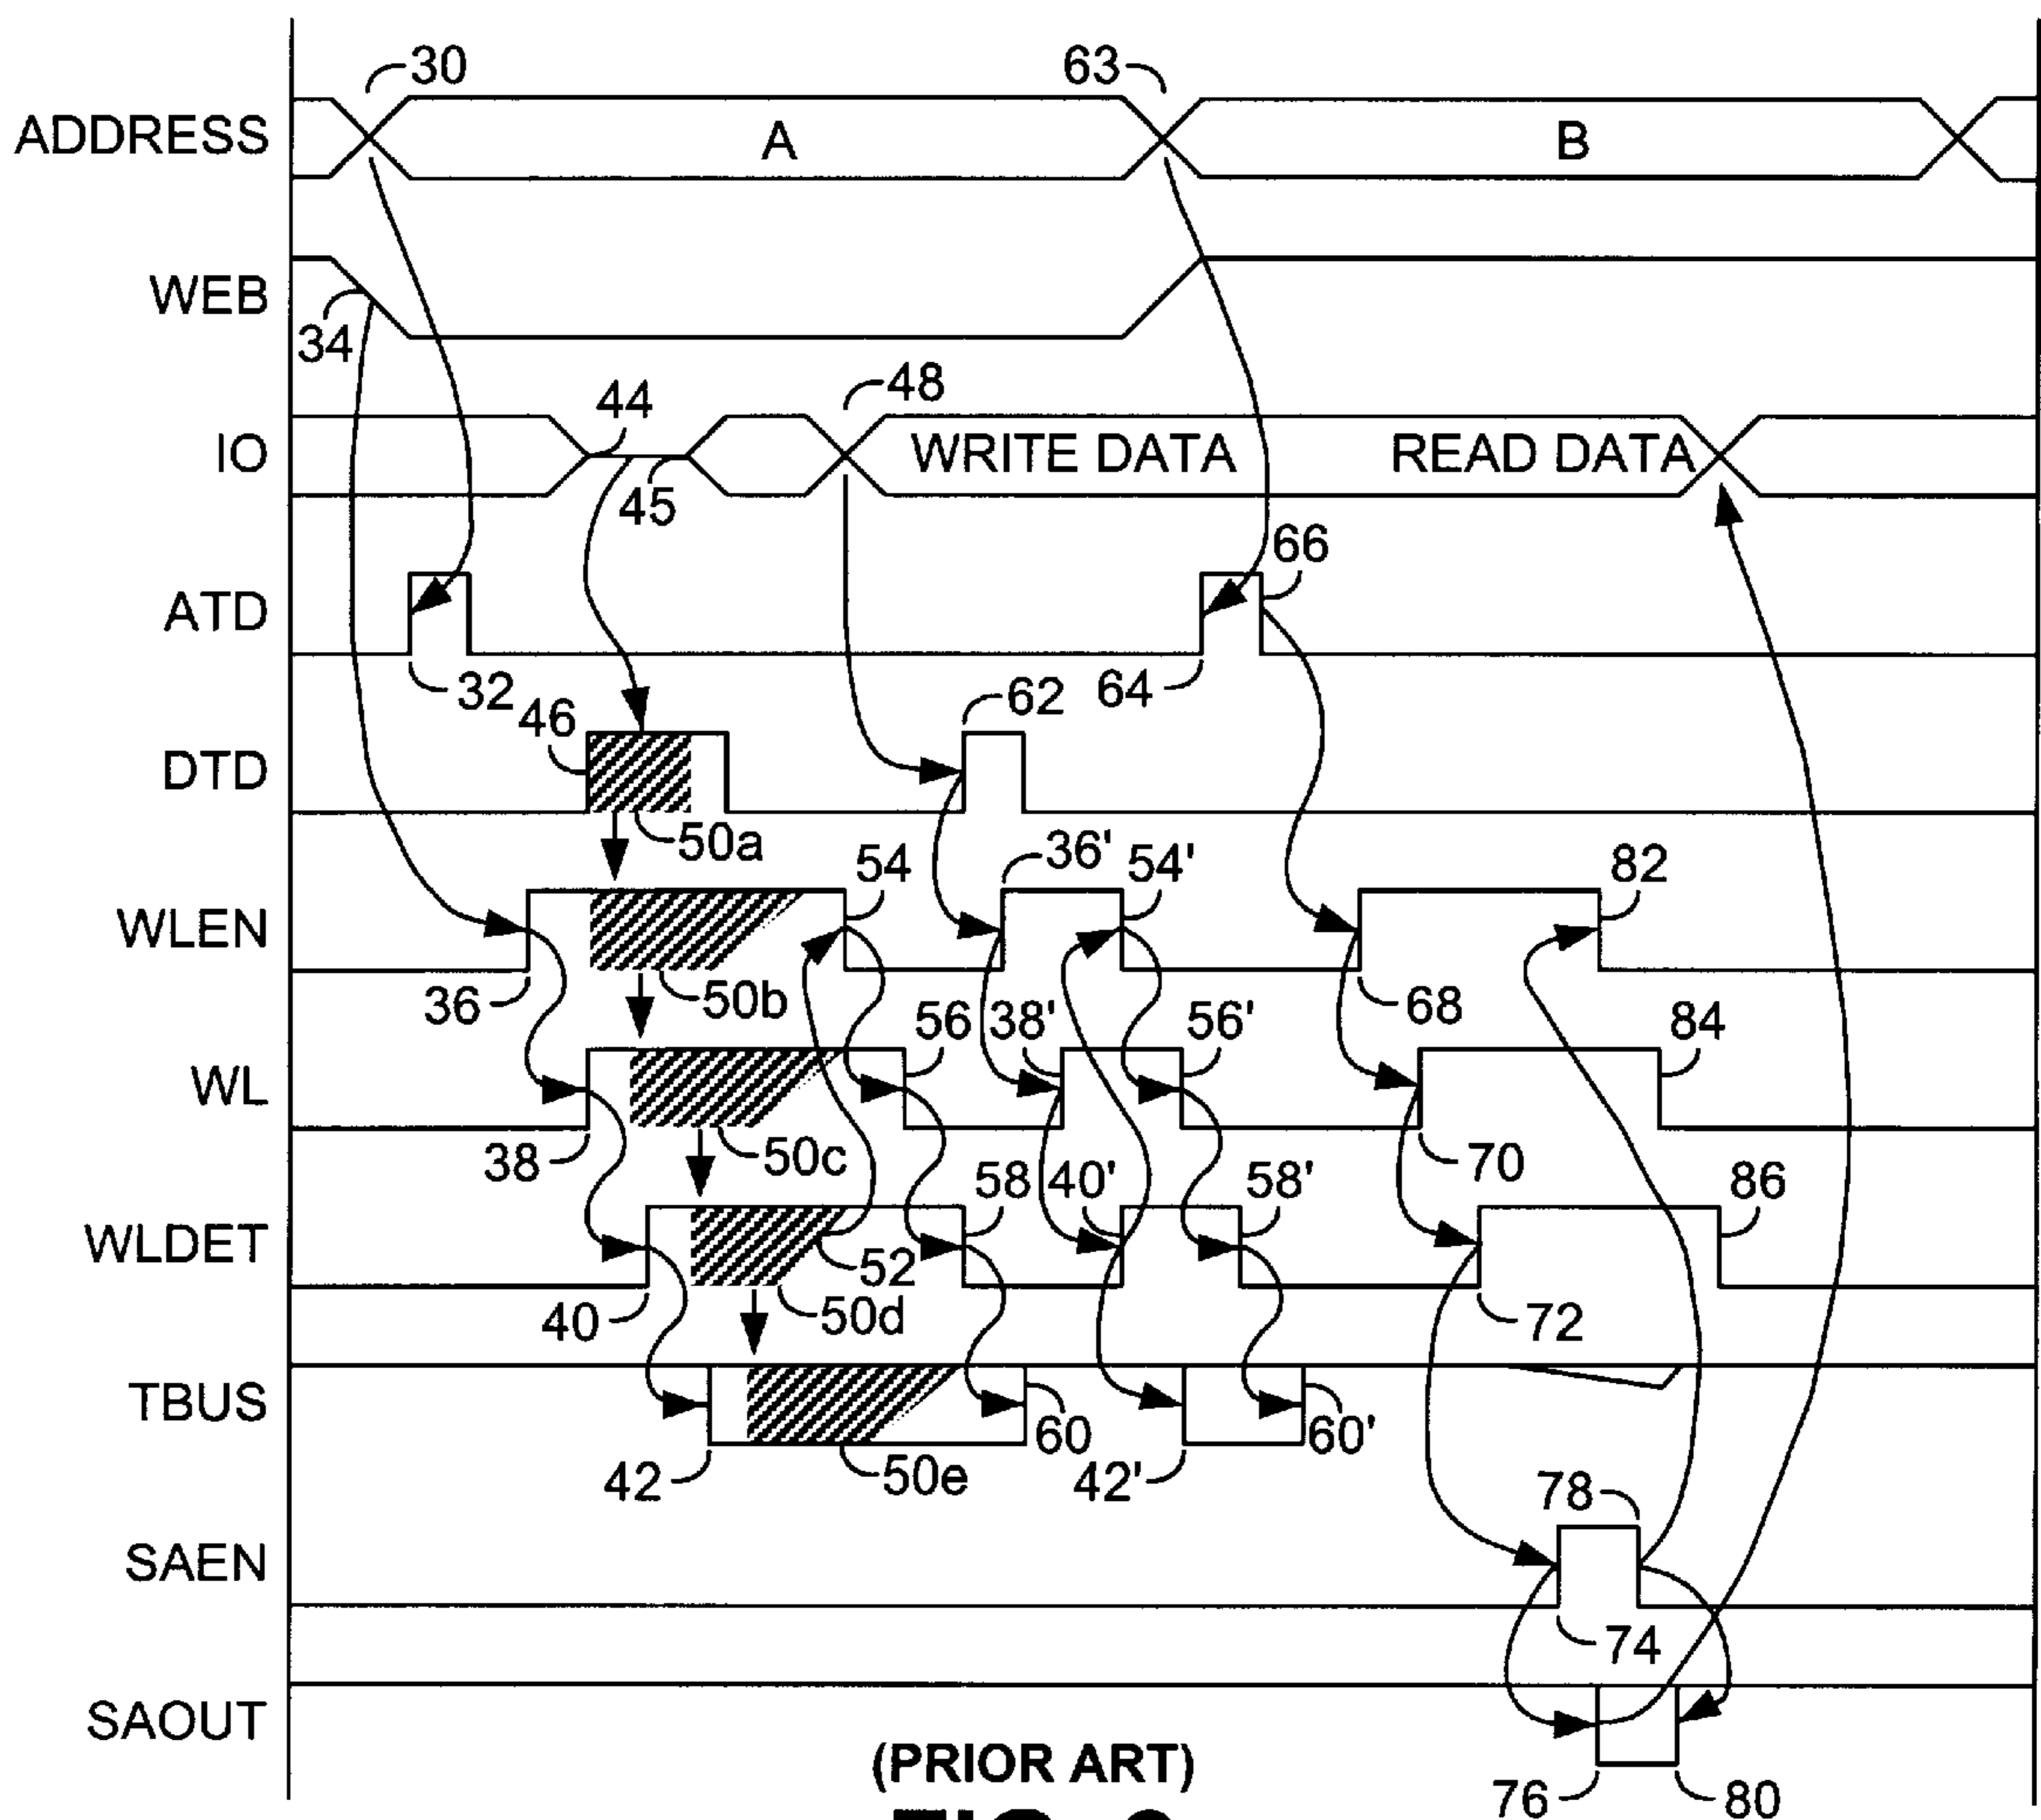 30
63
ADDRESS
A
B
WEB
34
44
48
IO
WRITE DATA
READ DATA
45
66
ATD
32
64
46
62
DTD
50a
36'
54
54'
82
WLEN
36
50b
68
56
38'
56'
84
WL
38
50c
70
58
40'
58'
86
WLDET
52
40
50d
72
TBUS
60
60'
42
50e
42'
78
SAEN
74
SAOUT
(PRIOR ART)
76
80